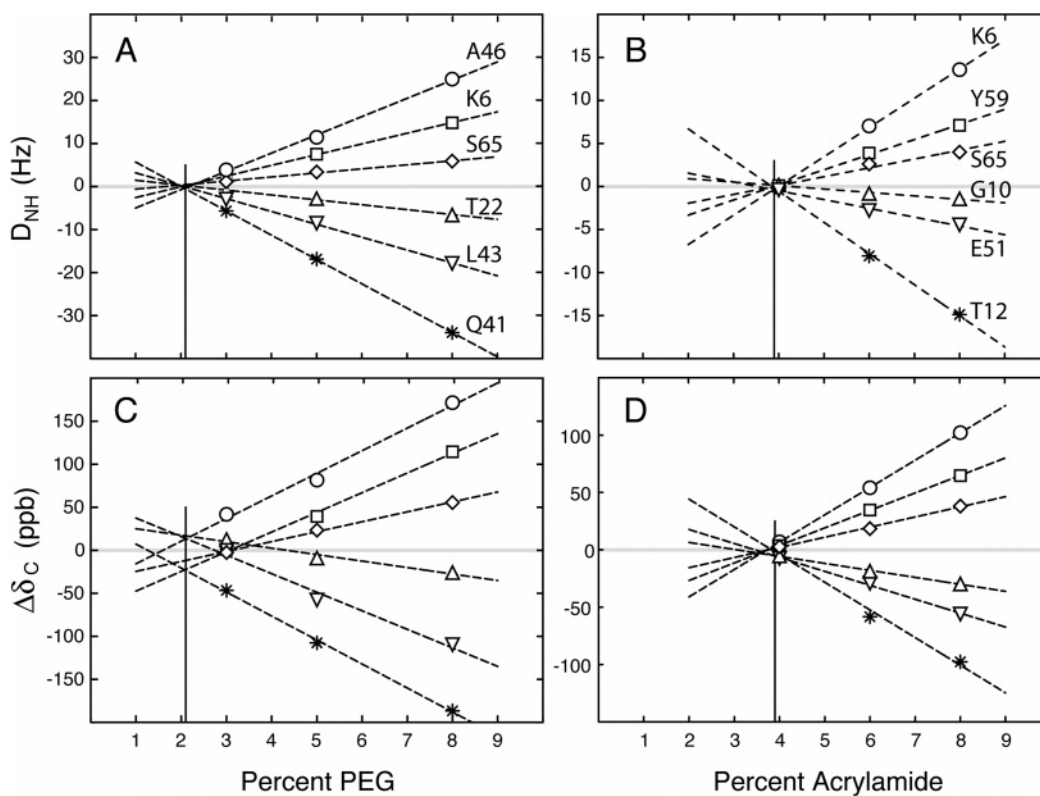 A
B
D_NH (Hz)
30
20
10
0
-10
-20
-30
A46
K6
S65
T22
L43
Q41
15
10
5
0
-5
-10
-15
K6
Y59
S65
G10
E51
T12
C
D
Δδ_C (ppb)
150
100
50
0
-50
-100
-150
100
50
0
-50
-100
1 2 3 4 5 6 7 8 9
1 2 3 4 5 6 7 8 9
Percent PEG
Percent Acrylamide